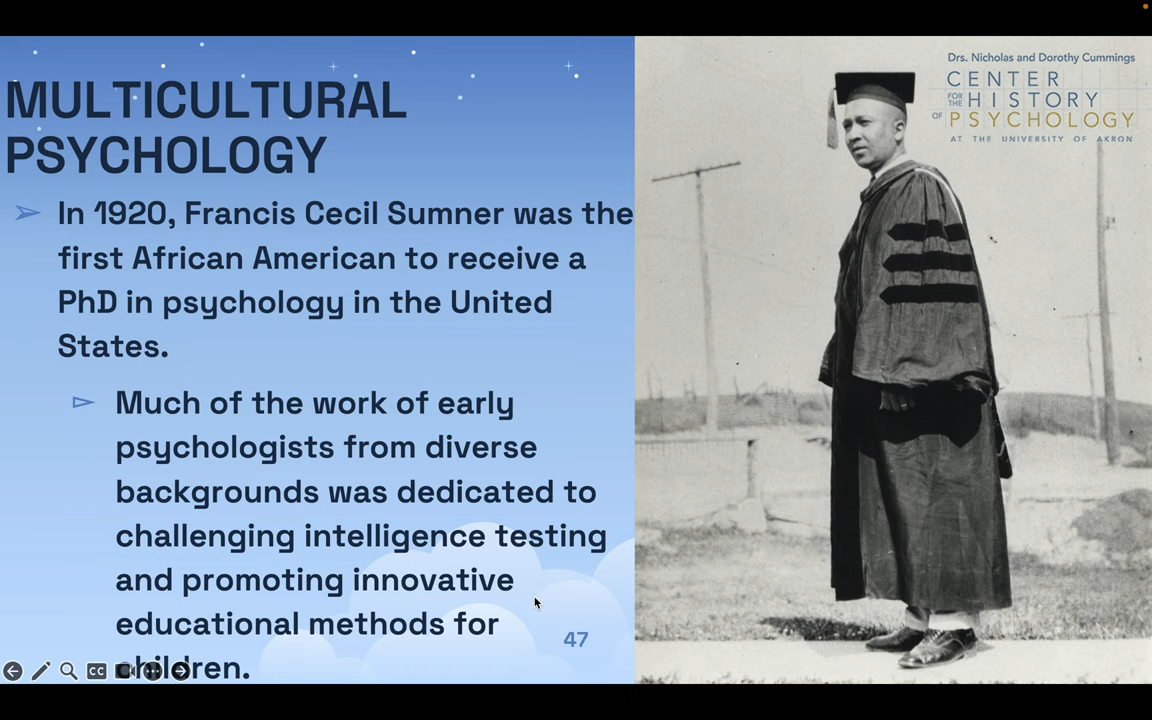 MULTICULTURAL
PSYCHOLOGY
In 1920, Francis Cecil Sumner was the
first African American to receive a
PhD in psychology in the United
States.
Much of the work of early
psychologists from diverse
backgrounds was dedicated to
challenging intelligence testing
and promoting innovative
educational methods for
children.
47
CC
Drs. Nicholas and Dorothy Cummings
CENTER
FOR THE HISTORY
OF PSYCHOLOGY
AT THE UNIVERSITY OF AKRON